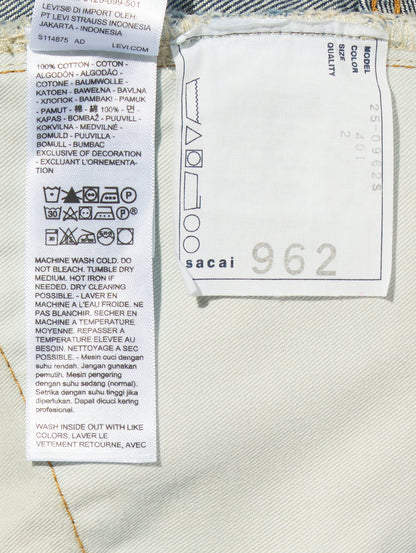 LEVI'S® DI IMPOR OLEH:
PT LEVI STRAUSS INDONESIA
JAKARTA - INDONESIA
S114875 AD LEVI.COM
100% COTTON - COTON -
ALGODÓN - ALGODÃO -
COTONE - BAUMWOLLE -
KATOEN - BAWEŁNA - BAVLNA
- ХЛОПОК - BAMBAKI - PAMUK
- PAMUT - 棉 - 綿 100% - 면 -
KAPAS - BOMBAŽ - PUUVILL -
KOKVILNA - MEDVILNĖ -
BOMULD - PUUVILLA -
BOMULL - BUMBAC
EXCLUSIVE OF DECORATION
- EXCLUANT L'ORNEMENTA-
TION
30
MACHINE WASH COLD. DO
NOT BLEACH. TUMBLE DRY
MEDIUM. HOT IRON IF
NEEDED. DRY CLEANING
POSSIBLE. - LAVER EN
MACHINE A L'EAU FROIDE. NE
PAS BLANCHIR. SECHER EN
MACHINE A TEMPERATURE
MOYENNE. REPASSER A
TEMPERATURE ELEVEE AU
BESOIN. NETTOYAGE A SEC
POSSIBLE. - Mesin cuci dengan
suhu rendah. Jangan gunakan
pemutih. Mesin pengering
dengan suhu sedang (normal).
Setrika dengan suhu tinggi jika
diperlukan. Dapat dicuci kering
profesional.
WASH INSIDE OUT WITH LIKE
COLORS. LAVER LE
VETEMENT RETOURNE, AVEC
MODEL 25-0962S
COLOR 401
SIZE 2
QUALITY
sacai 962